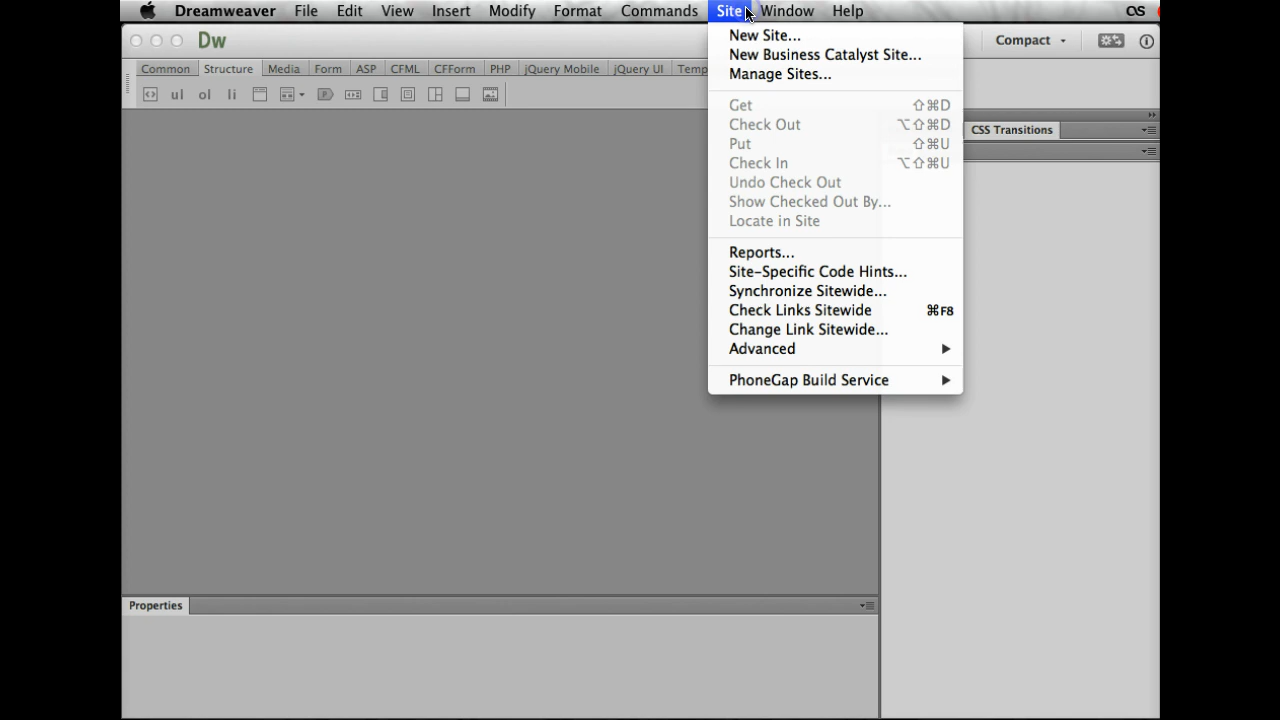 Dreamweaver File Edit View Insert Modify Format Commands Site Window Help
Dw
Compact
Common Structure Media Form ASP CFML CFForm PHP jQuery Mobile jQuery UI Temp
ul ol li
New Site...
New Business Catalyst Site...
Manage Sites...
Get ⇧⌘D
Check Out ⌥⇧⌘D
Put ⇧⌘U
Check In ⌥⇧⌘U
Undo Check Out
Show Checked Out By...
Locate in Site
Reports...
Site-Specific Code Hints...
Synchronize Sitewide...
Check Links Sitewide ⌘F8
Change Link Sitewide...
Advanced
PhoneGap Build Service
CSS Transitions
Properties